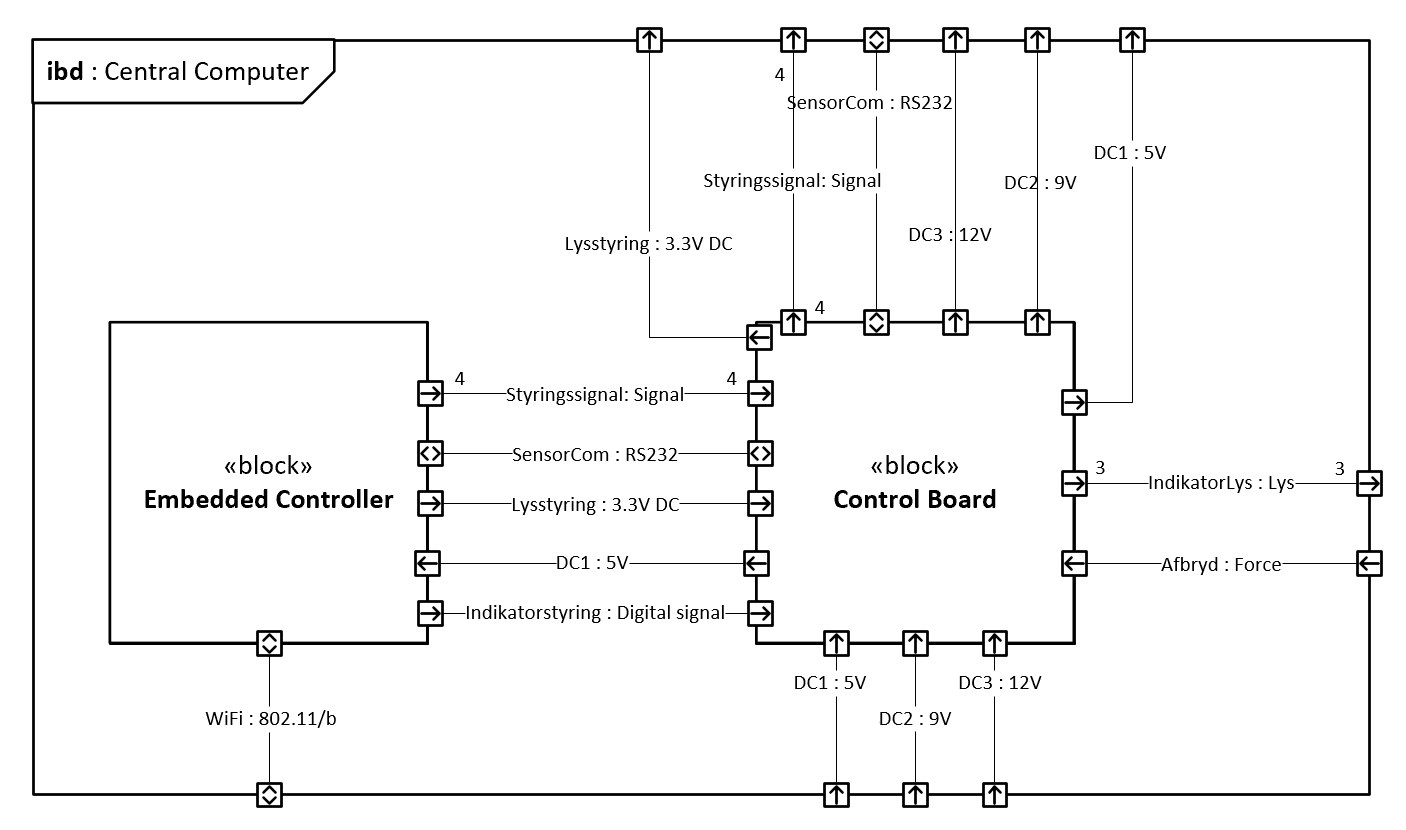 ibd : Central Computer
4
SensorCom : RS232
DC1 : 5V
Styringssignal: Signal
DC2 : 9V
DC3 : 12V
Lysstyring : 3.3V DC
4
4
4
Styringssignal: Signal
SensorCom : RS232
Lysstyring : 3.3V DC
DC1 : 5V
Indikatorstyring : Digital signal
«block»
Embedded Controller
«block»
Control Board
3
3
IndikatorLys : Lys
Afbryd : Force
DC1 : 5V
DC3 : 12V
DC2 : 9V
WiFi : 802.11/b